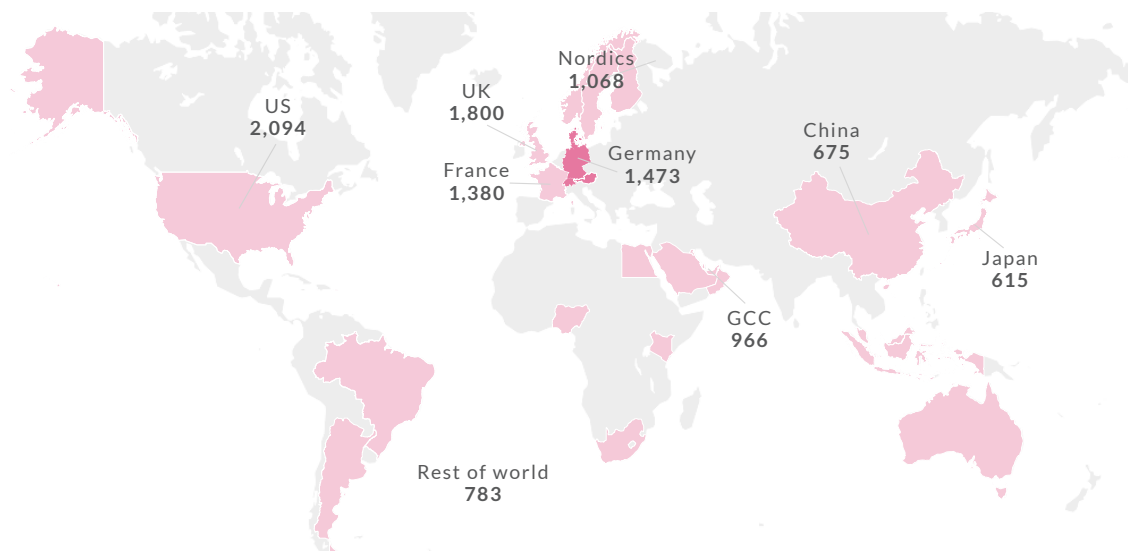 Nordics
1,068
UK
1,800
US
2,094
China
675
Germany
1,473
France
1,380
Japan
615
GCC
966
Rest of world
783